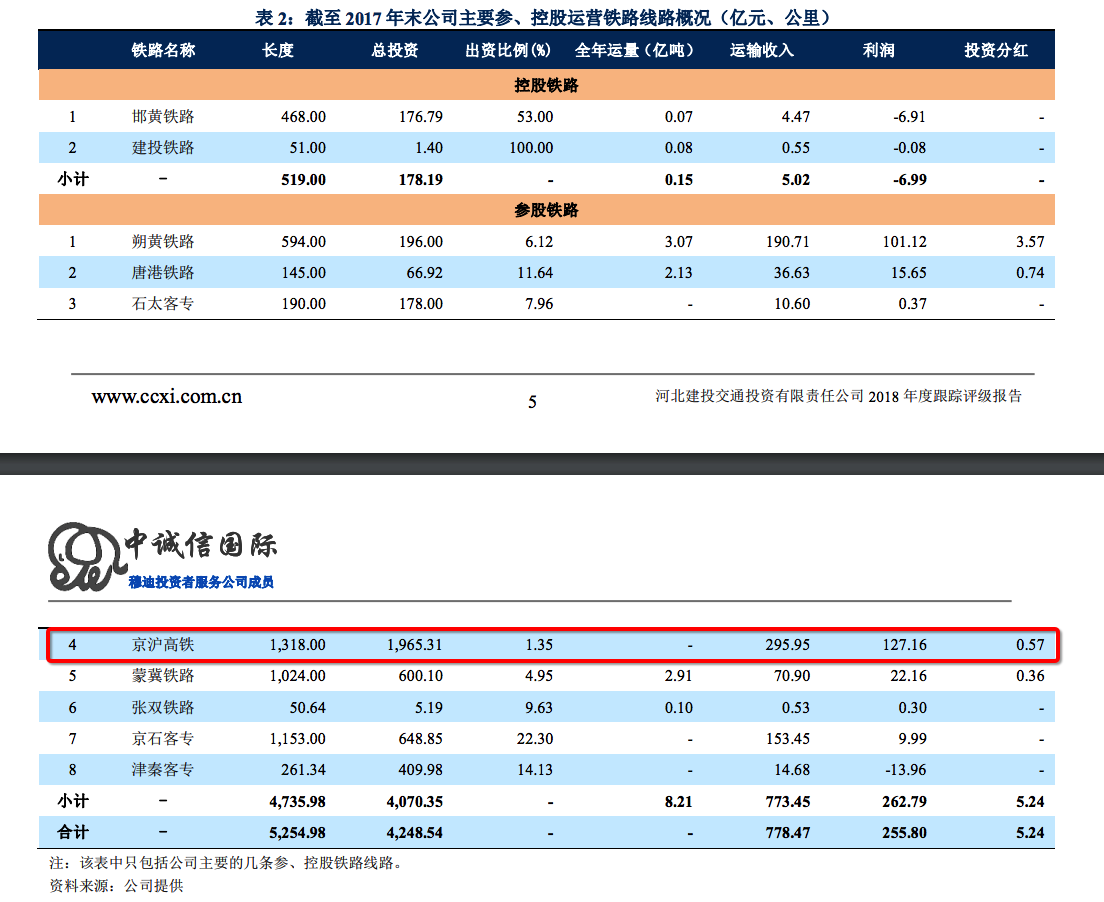 表 2：截至 2017 年末公司主要参、控股运营铁路线路概况（亿元、公里）
铁路名称 长度 总投资 出资比例(%) 全年运量（亿吨） 运输收入 利润 投资分红
控股铁路
1 邯黄铁路 468.00 176.79 53.00 0.07 4.47 -6.91 -
2 建投铁路 51.00 1.40 100.00 0.08 0.55 -0.08 -
小计 - 519.00 178.19 - 0.15 5.02 -6.99 -
参股铁路
1 朔黄铁路 594.00 196.00 6.12 3.07 190.71 101.12 3.57
2 唐港铁路 145.00 66.92 11.64 2.13 36.63 15.65 0.74
3 石太客专 190.00 178.00 7.96 - 10.60 0.37 -
www.ccxi.com.cn 5 河北建投交通投资有限责任公司 2018 年度跟踪评级报告
中诚信国际
穆迪投资者服务公司成员
4 京沪高铁 1,318.00 1,965.31 1.35 - 295.95 127.16 0.57
5 蒙冀铁路 1,024.00 600.10 4.95 2.91 70.90 22.16 0.36
6 张双铁路 50.64 5.19 9.63 0.10 0.53 0.30 -
7 京石客专 1,153.00 648.85 22.30 - 153.45 9.99 -
8 津秦客专 261.34 409.98 14.13 - 14.68 -13.96 -
小计 - 4,735.98 4,070.35 - 8.21 773.45 262.79 5.24
合计 - 5,254.98 4,248.54 - - 778.47 255.80 5.24
注：该表中只包括公司主要的几条参、控股铁路线路。
资料来源：公司提供